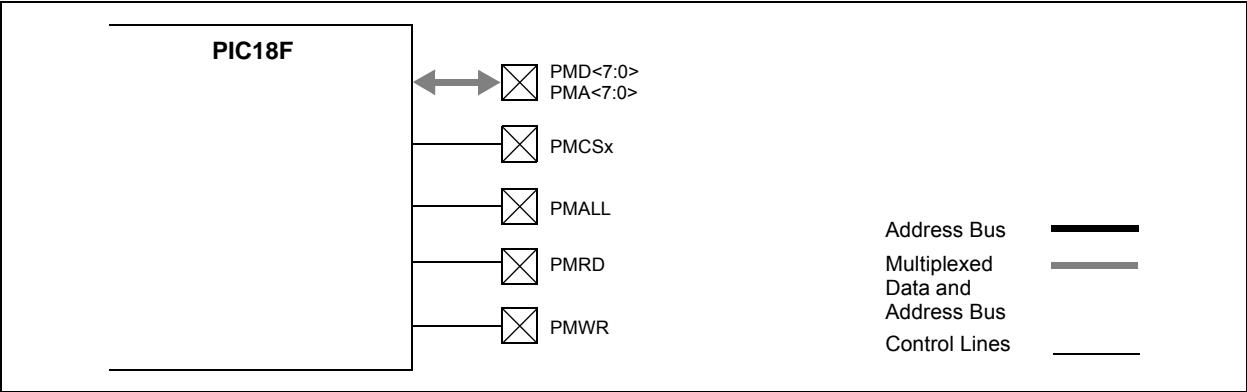 PIC18F
PMD<7:0>
PMA<7:0>
PMCSx
PMALL
PMRD
PMWR
Address Bus
Multiplexed
Data and
Address Bus
Control Lines